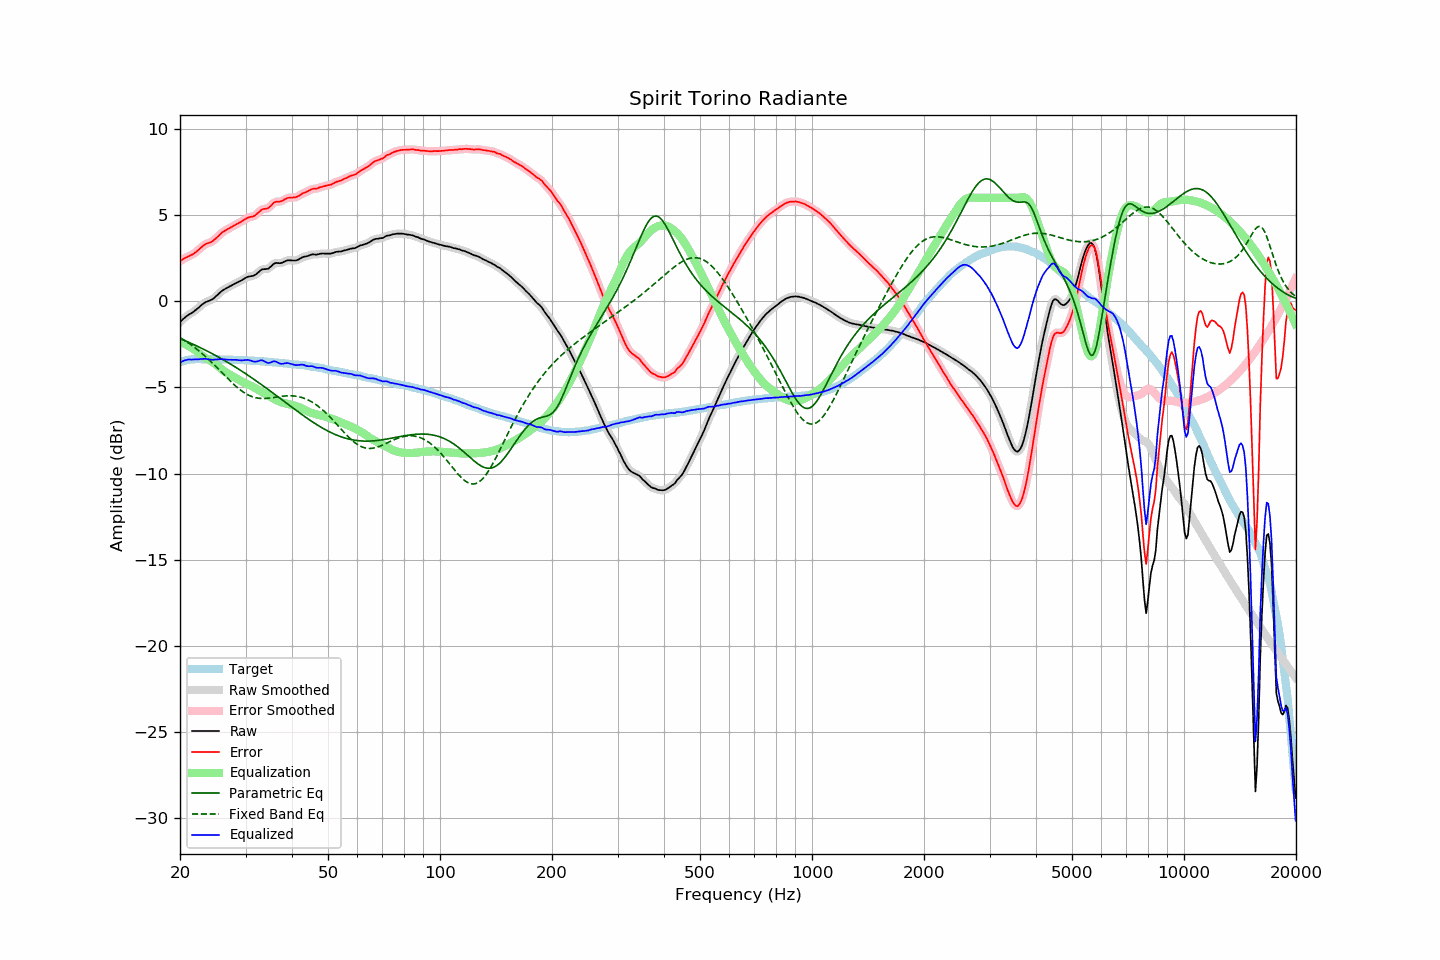 Spirit Torino Radiante
10
5
0
−5
−10
−15
−20
−25
−30
Amplitude (dBr)
Target
Raw Smoothed
Error Smoothed
Raw
Error
Equalization
Parametric Eq
Fixed Band Eq
Equalized
20 50 100 200 500 1000 2000 5000 10000 20000
Frequency (Hz)